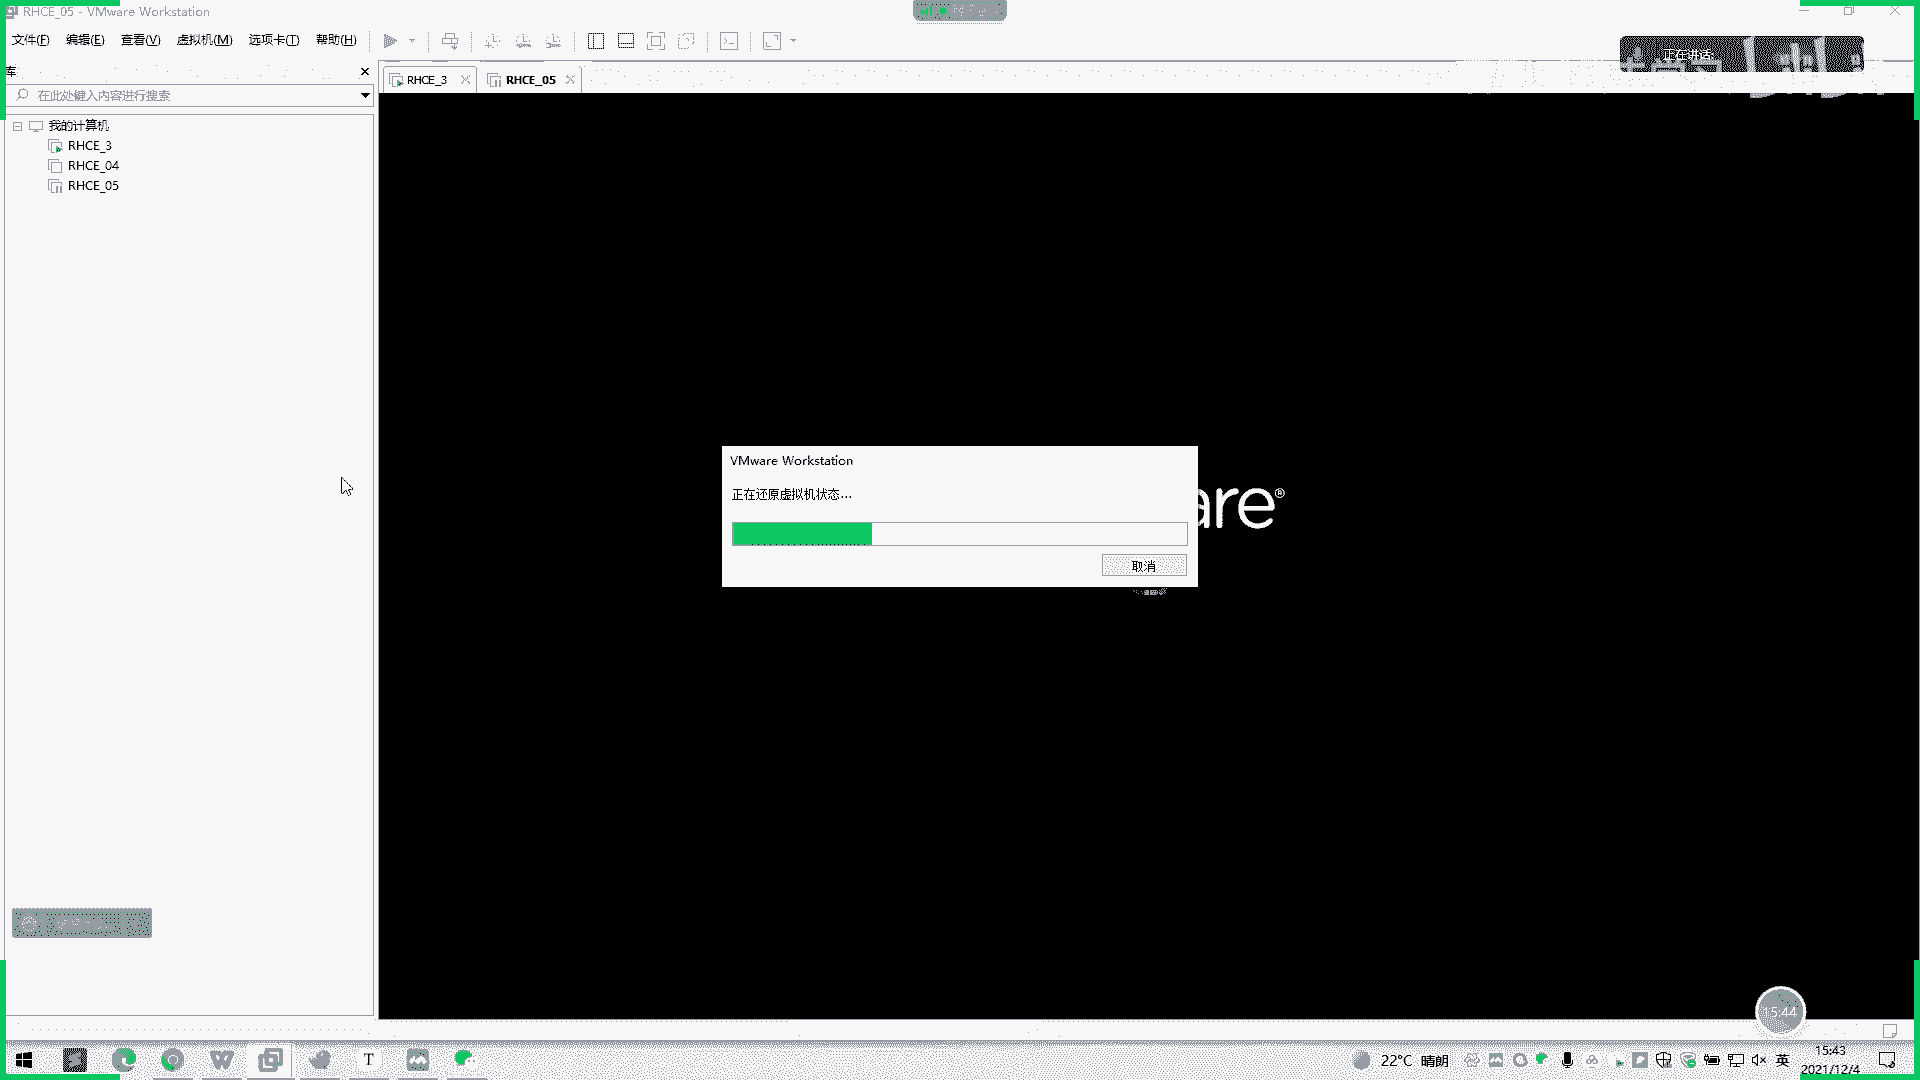 RHCE_05 - VMware Workstation
文件(F) 编辑(E) 查看(V) 虚拟机(M) 选项卡(T) 帮助(H)
正在讲话:
库
RHCE_3 RHCE_05
在此处键入内容进行搜索
我的计算机
RHCE_3
RHCE_04
RHCE_05
VMware Workstation
正在还原虚拟机状态...
are®
取消
15:44
T
22°C 晴朗
英
15:43
2021/12/4